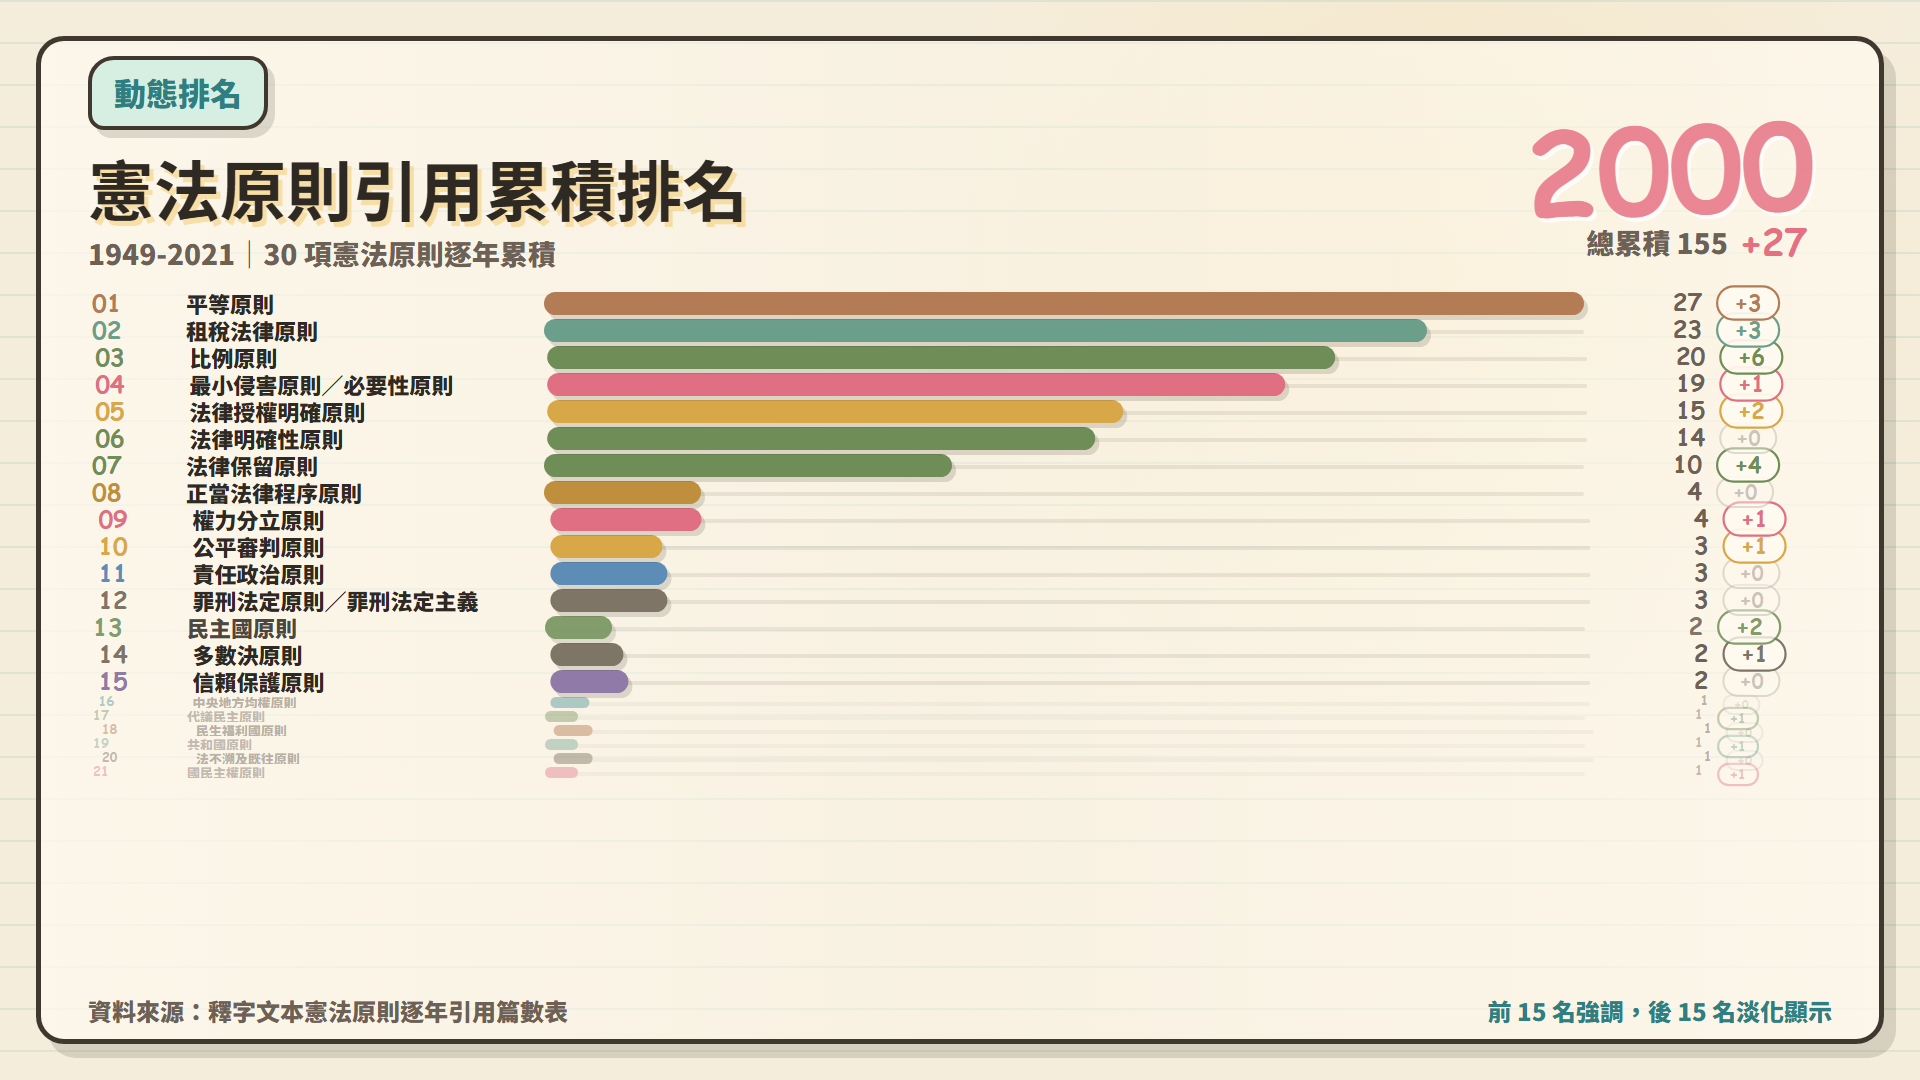 動態排名
憲法原則引用累積排名
1949-2021｜30 項憲法原則逐年累積
2000
總累積 155 +27
01 平等原則 27 +3
02 租稅法律原則 23 +3
03 比例原則 20 +6
04 最小侵害原則／必要性原則 19 +1
05 法律授權明確原則 15 +2
06 法律明確性原則 14 +0
07 法律保留原則 10 +4
08 正當法律程序原則 4 +0
09 權力分立原則 4 +1
10 公平審判原則 3 +1
11 責任政治原則 3 +0
12 罪刑法定原則／罪刑法定主義 3 +0
13 民主國原則 2 +2
14 多數決原則 2 +1
15 信賴保護原則 2 +0
16 中央地方均權原則 1 +0
17 代議民主原則 1 +1
18 民生福利國原則 1 +0
19 共和國原則 1 +1
20 法不溯及既往原則 1 +0
21 國民主權原則 1 +1
資料來源：釋字文本憲法原則逐年引用篇數表
前 15 名強調，後 15 名淡化顯示